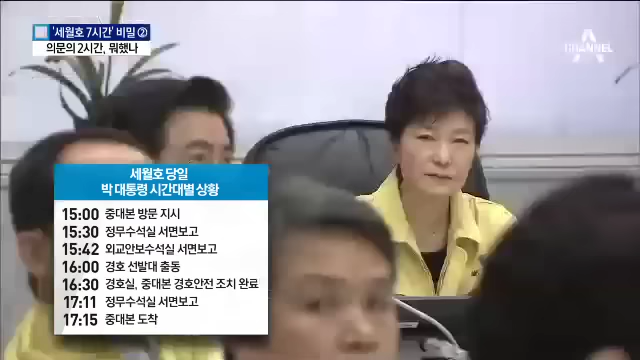 '세월호 7시간' 비밀 ②
의문의 2시간, 뭐했나
CHANNEL A
세월호 당일
박 대통령 시간대별 상황
15:00 중대본 방문 지시
15:30 정무수석실 서면보고
15:42 외교안보수석실 서면보고
16:00 경호 선발대 출동
16:30 경호실, 중대본 경호안전 조치 완료
17:11 정무수석실 서면보고
17:15 중대본 도착